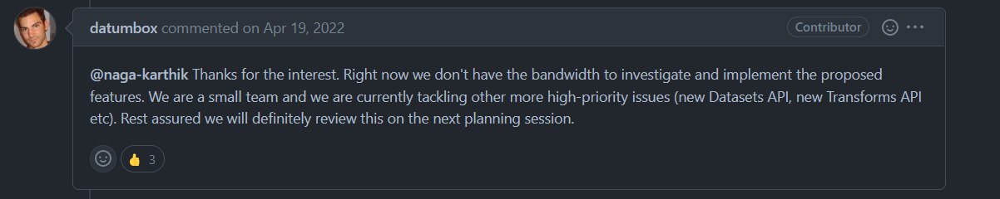 datumbox commented on Apr 19, 2022
Contributor
@naga-karthik Thanks for the interest. Right now we don't have the bandwidth to investigate and implement the proposed
features. We are a small team and we are currently tackling other more high-priority issues (new Datasets API, new Transforms API
etc). Rest assured we will definitely review this on the next planning session.
3